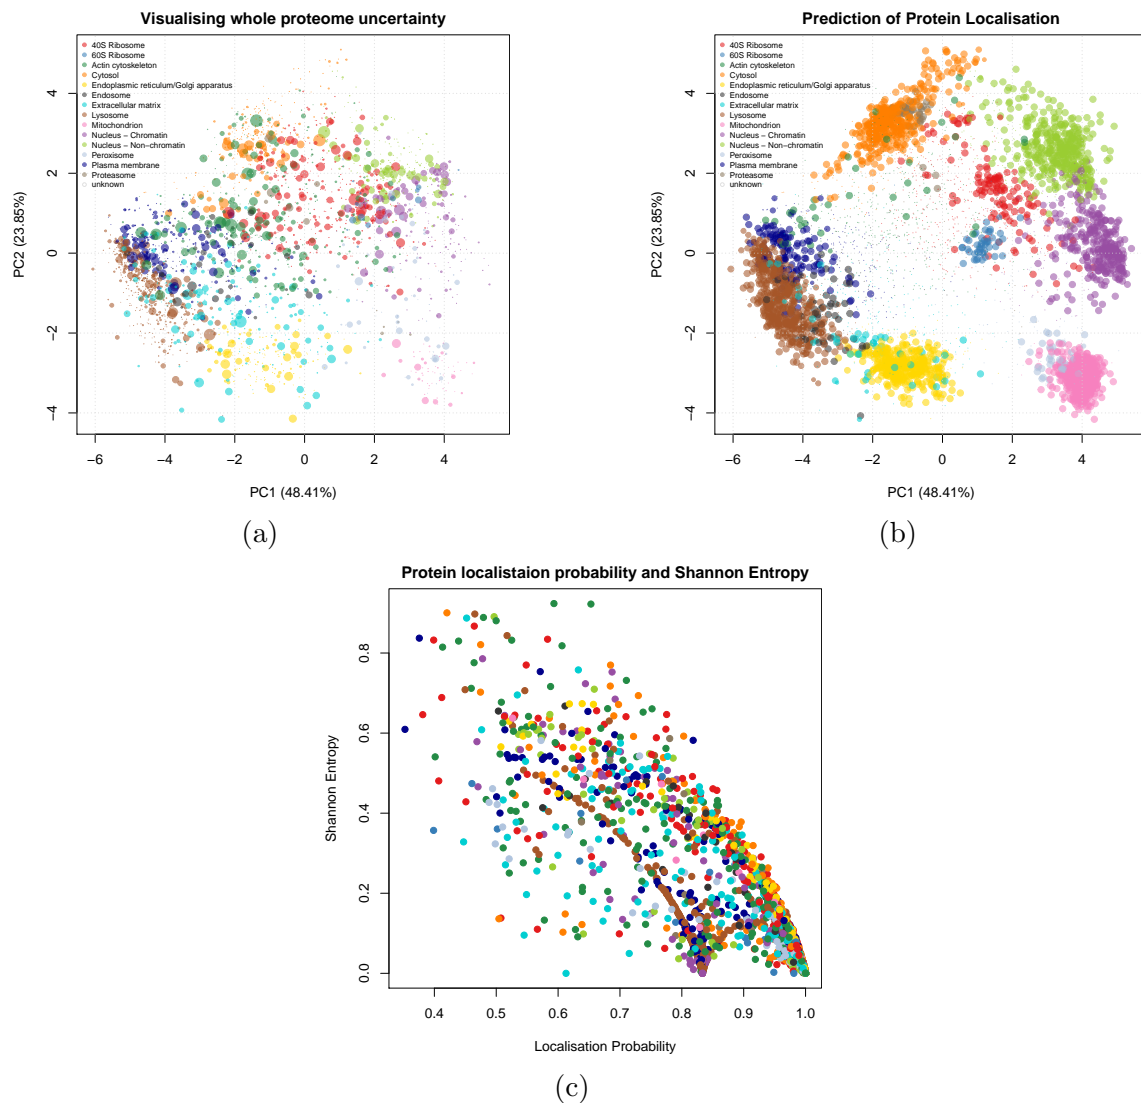 Visualising whole proteome uncertainty
40S Ribosome
60S Ribosome
Actin cytoskeleton
Cytosol
Endoplasmic reticulum/Golgi apparatus
Endosome
Extracellular matrix
Lysosome
Mitochondrion
Nucleus − Chromatin
Nucleus − Non−chromatin
Peroxisome
Plasma membrane
Proteasome
unknown
4
2
0
−2
−4
PC2 (23.85%)
−6
−4
−2
0
2
4
PC1 (48.41%)
(a)
Prediction of Protein Localisation
40S Ribosome
60S Ribosome
Actin cytoskeleton
Cytosol
Endoplasmic reticulum/Golgi apparatus
Endosome
Extracellular matrix
Lysosome
Mitochondrion
Nucleus − Chromatin
Nucleus − Non−chromatin
Peroxisome
Plasma membrane
Proteasome
unknown
4
2
0
−2
−4
PC2 (23.85%)
−6
−4
−2
0
2
4
PC1 (48.41%)
(b)
Protein localistaion probability and Shannon Entropy
0.8
0.6
0.4
0.2
0.0
Shannon Entropy
0.4
0.5
0.6
0.7
0.8
0.9
1.0
Localisation Probability
(c)